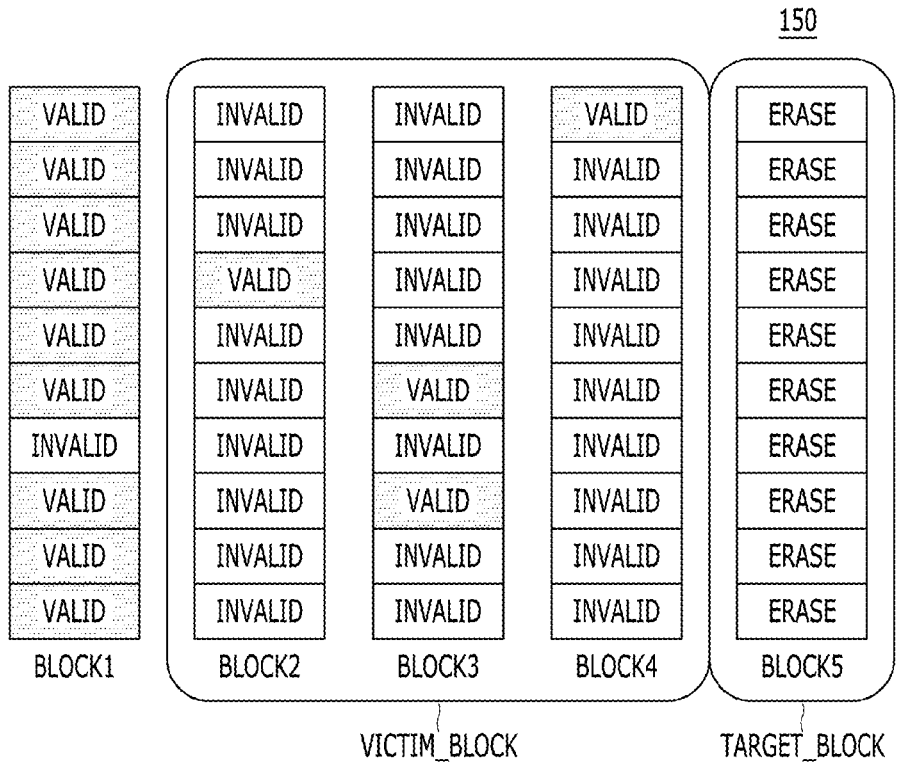 150
VALID INVALID INVALID VALID ERASE
VALID INVALID INVALID INVALID ERASE
VALID INVALID INVALID INVALID ERASE
VALID VALID INVALID INVALID ERASE
VALID INVALID INVALID INVALID ERASE
VALID INVALID VALID INVALID ERASE
INVALID INVALID INVALID INVALID ERASE
VALID INVALID VALID INVALID ERASE
VALID INVALID INVALID INVALID ERASE
VALID INVALID INVALID INVALID ERASE
BLOCK1 BLOCK2 BLOCK3 BLOCK4 BLOCK5
VICTIM_BLOCK TARGET_BLOCK